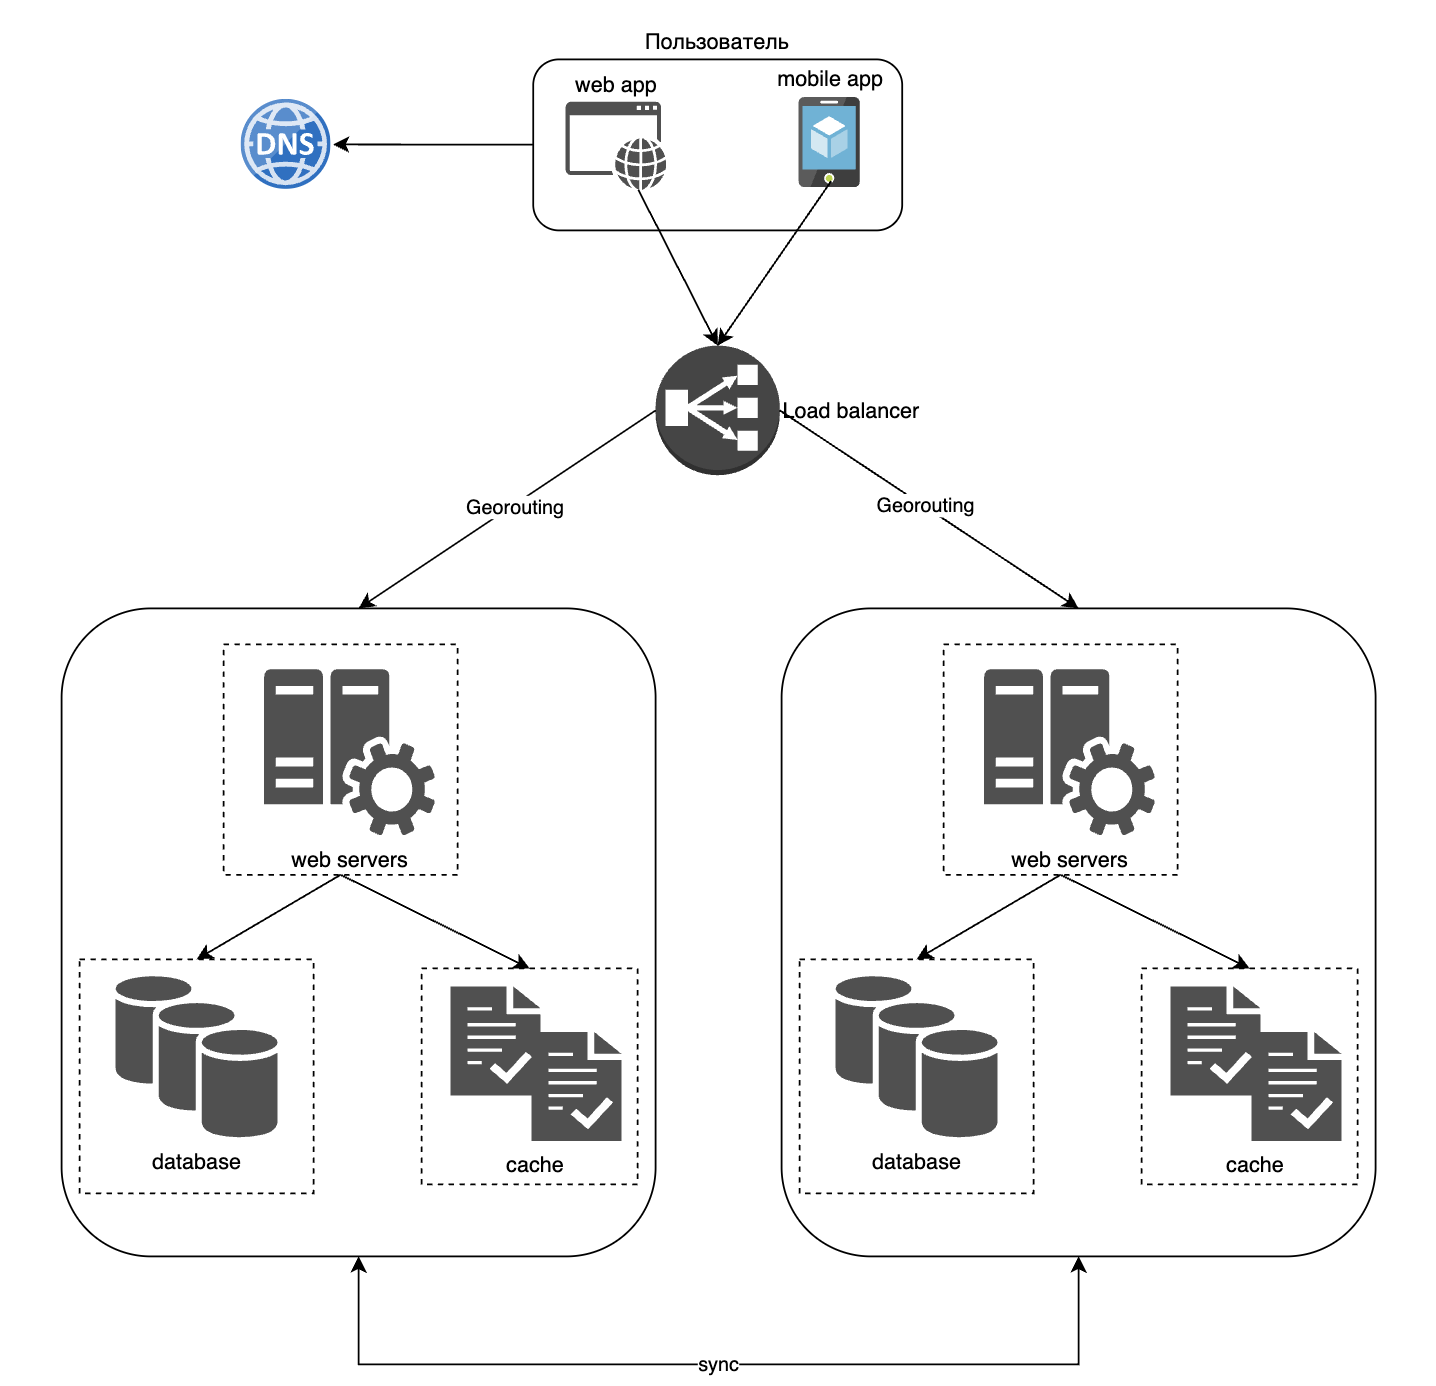 Пользователь
web app
mobile app
DNS
Load balancer
Georouting
Georouting
web servers
web servers
database
cache
database
cache
sync